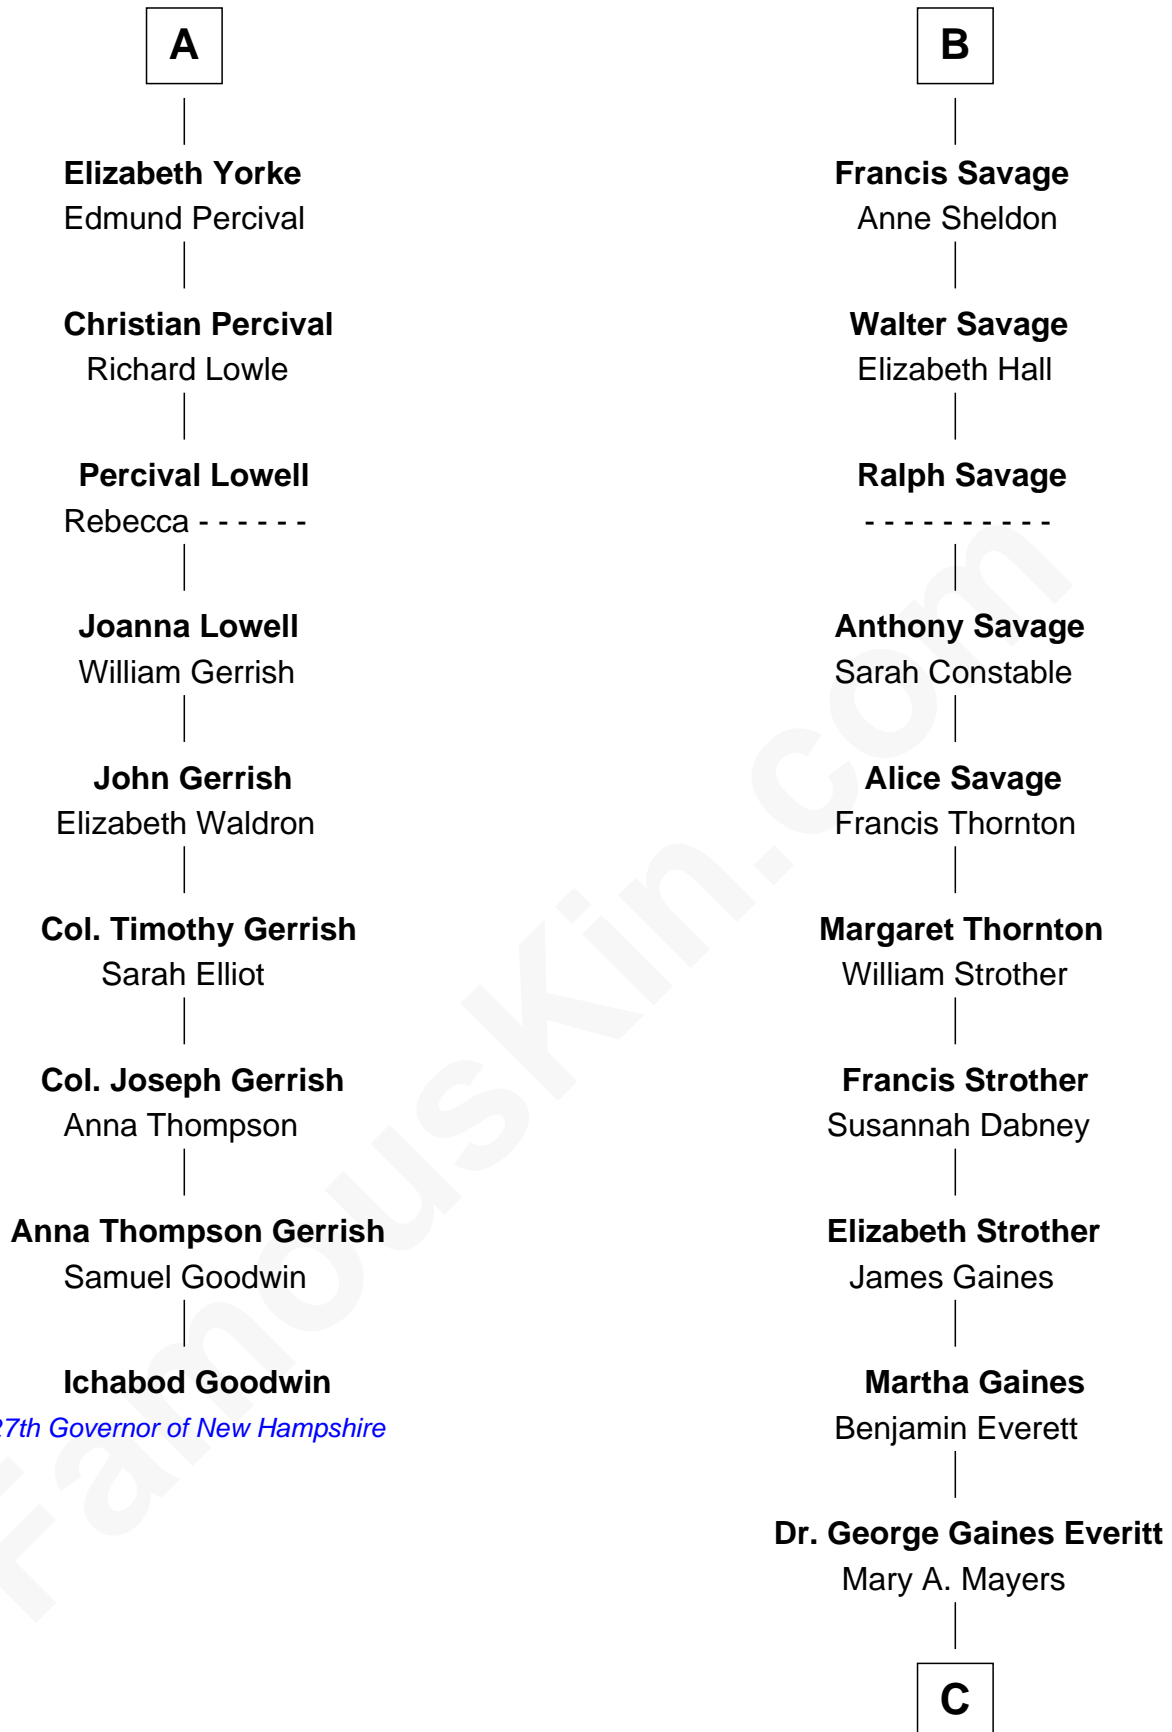 A
Elizabeth Yorke
Edmund Percival
Christian Percival
Richard Lowle
Percival Lowell
Rebecca - - - - - -
Joanna Lowell
William Gerrish
John Gerrish
Elizabeth Waldron
Col. Timothy Gerrish
Sarah Elliot
Col. Joseph Gerrish
Anna Thompson
Anna Thompson Gerrish
Samuel Goodwin
Ichabod Goodwin
27th Governor of New Hampshire
B
Francis Savage
Anne Sheldon
Walter Savage
Elizabeth Hall
Ralph Savage
- - - - - - - - - -
Anthony Savage
Sarah Constable
Alice Savage
Francis Thornton
Margaret Thornton
William Strother
Francis Strother
Susannah Dabney
Elizabeth Strother
James Gaines
Martha Gaines
Benjamin Everett
Dr. George Gaines Everitt
Mary A. Mayers
C
FamousKin.com